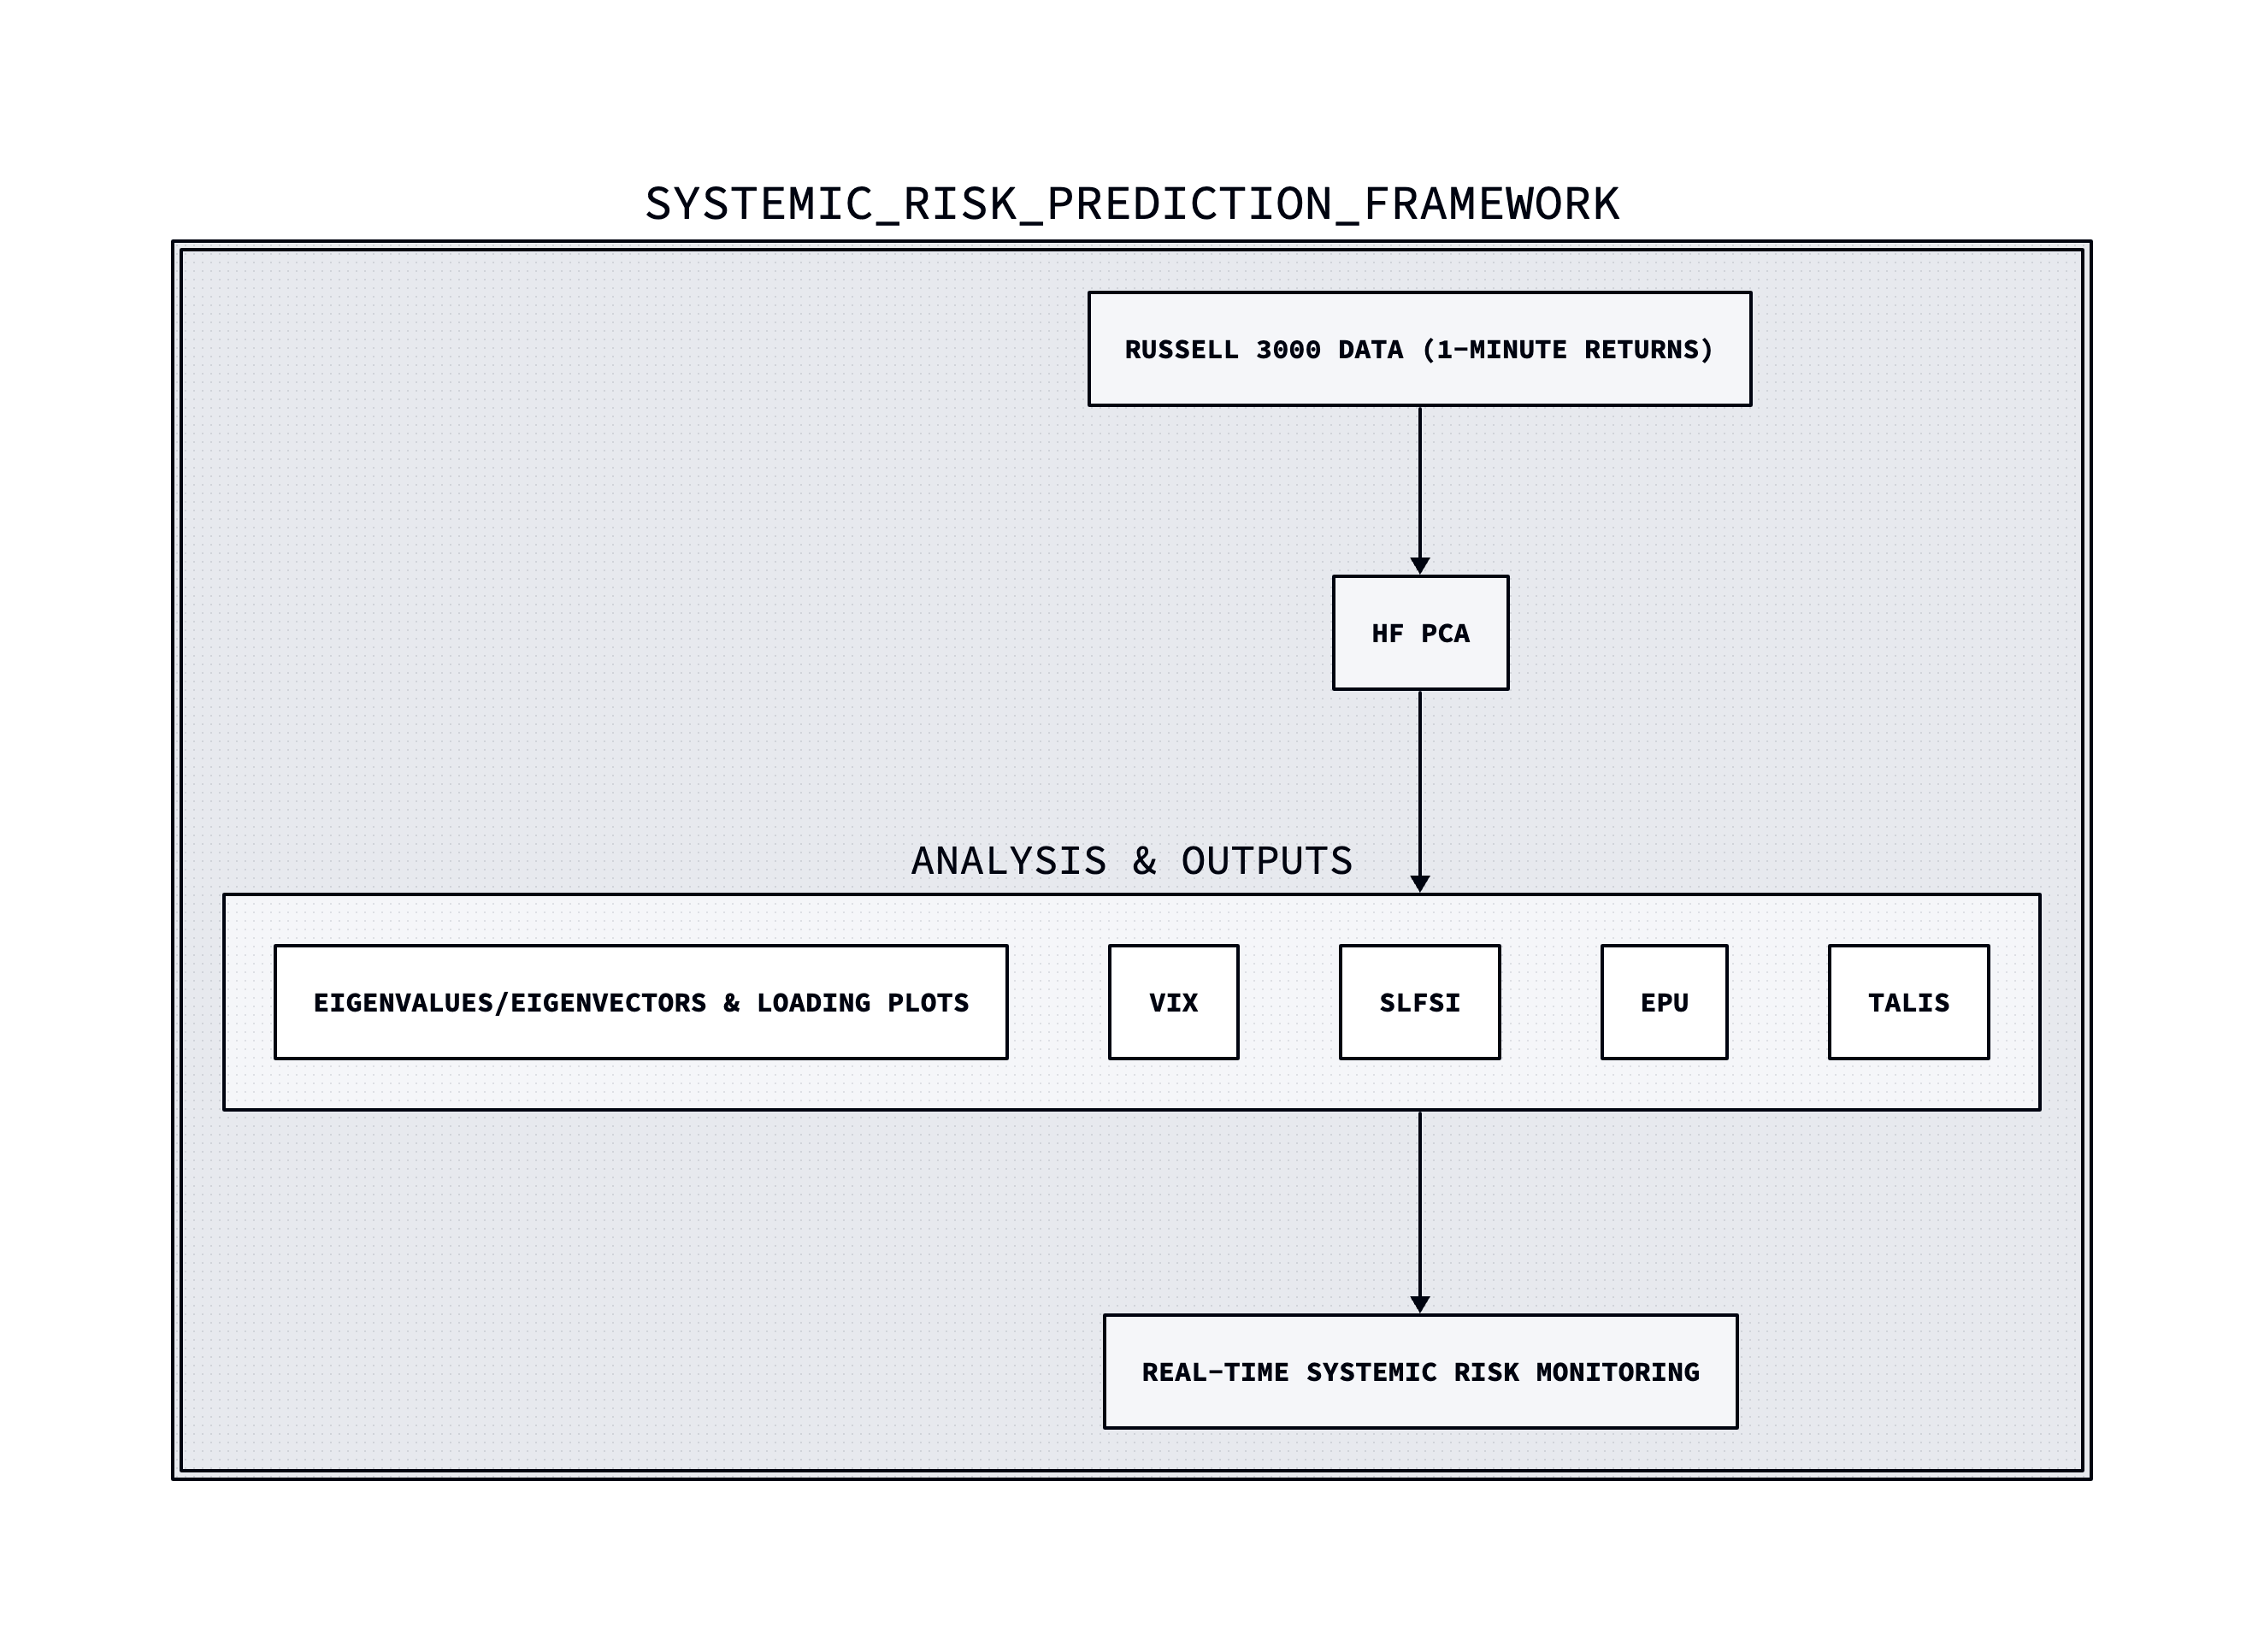 SYSTEMIC_RISK_PREDICTION_FRAMEWORK
RUSSELL 3000 DATA (1-MINUTE RETURNS)
HF PCA
ANALYSIS & OUTPUTS
EIGENVALUES/EIGENVECTORS & LOADING PLOTS
VIX
SLFSI
EPU
TALIS
REAL-TIME SYSTEMIC RISK MONITORING